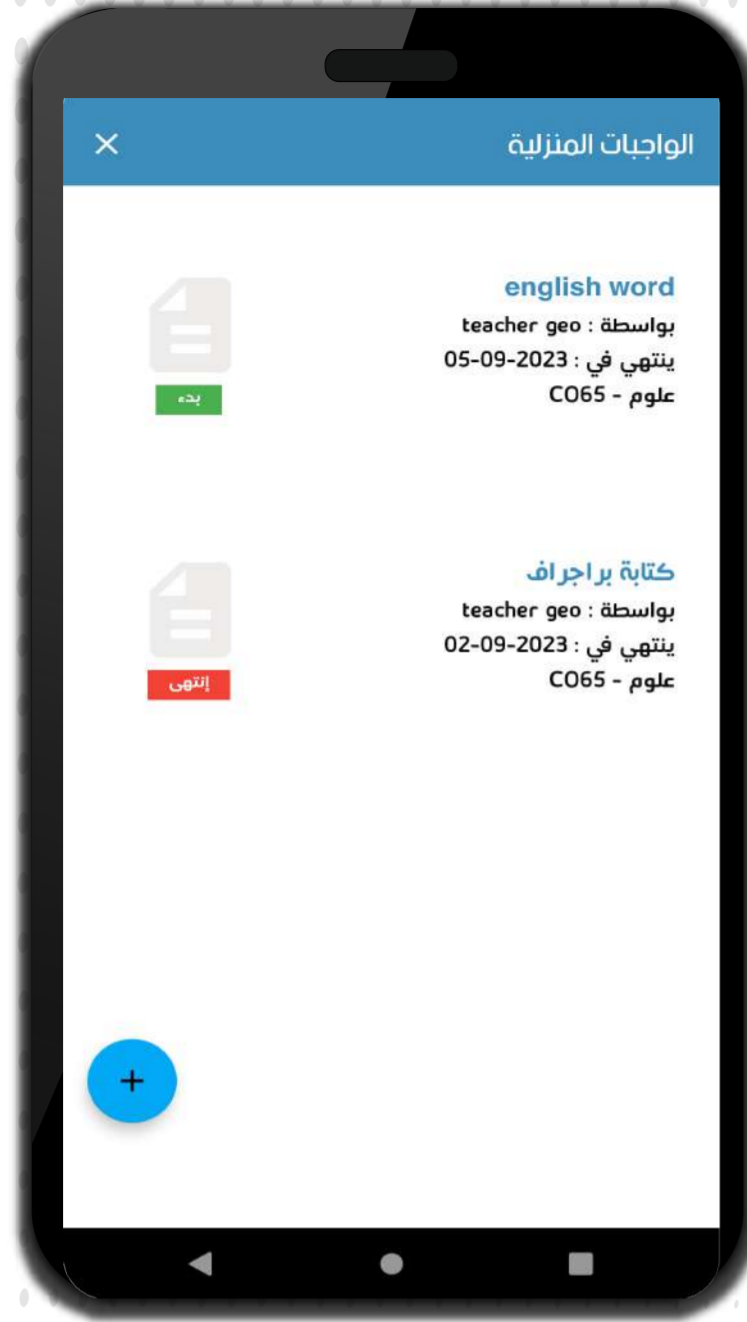 الواجبات المنزلية
english word
بواسطة : teacher geo
ينتهي في : 2023-09-05
علوم - CO65
بدء
كتابة براجراف
بواسطة : teacher geo
ينتهي في : 2023-09-02
علوم - CO65
إنتهى
+